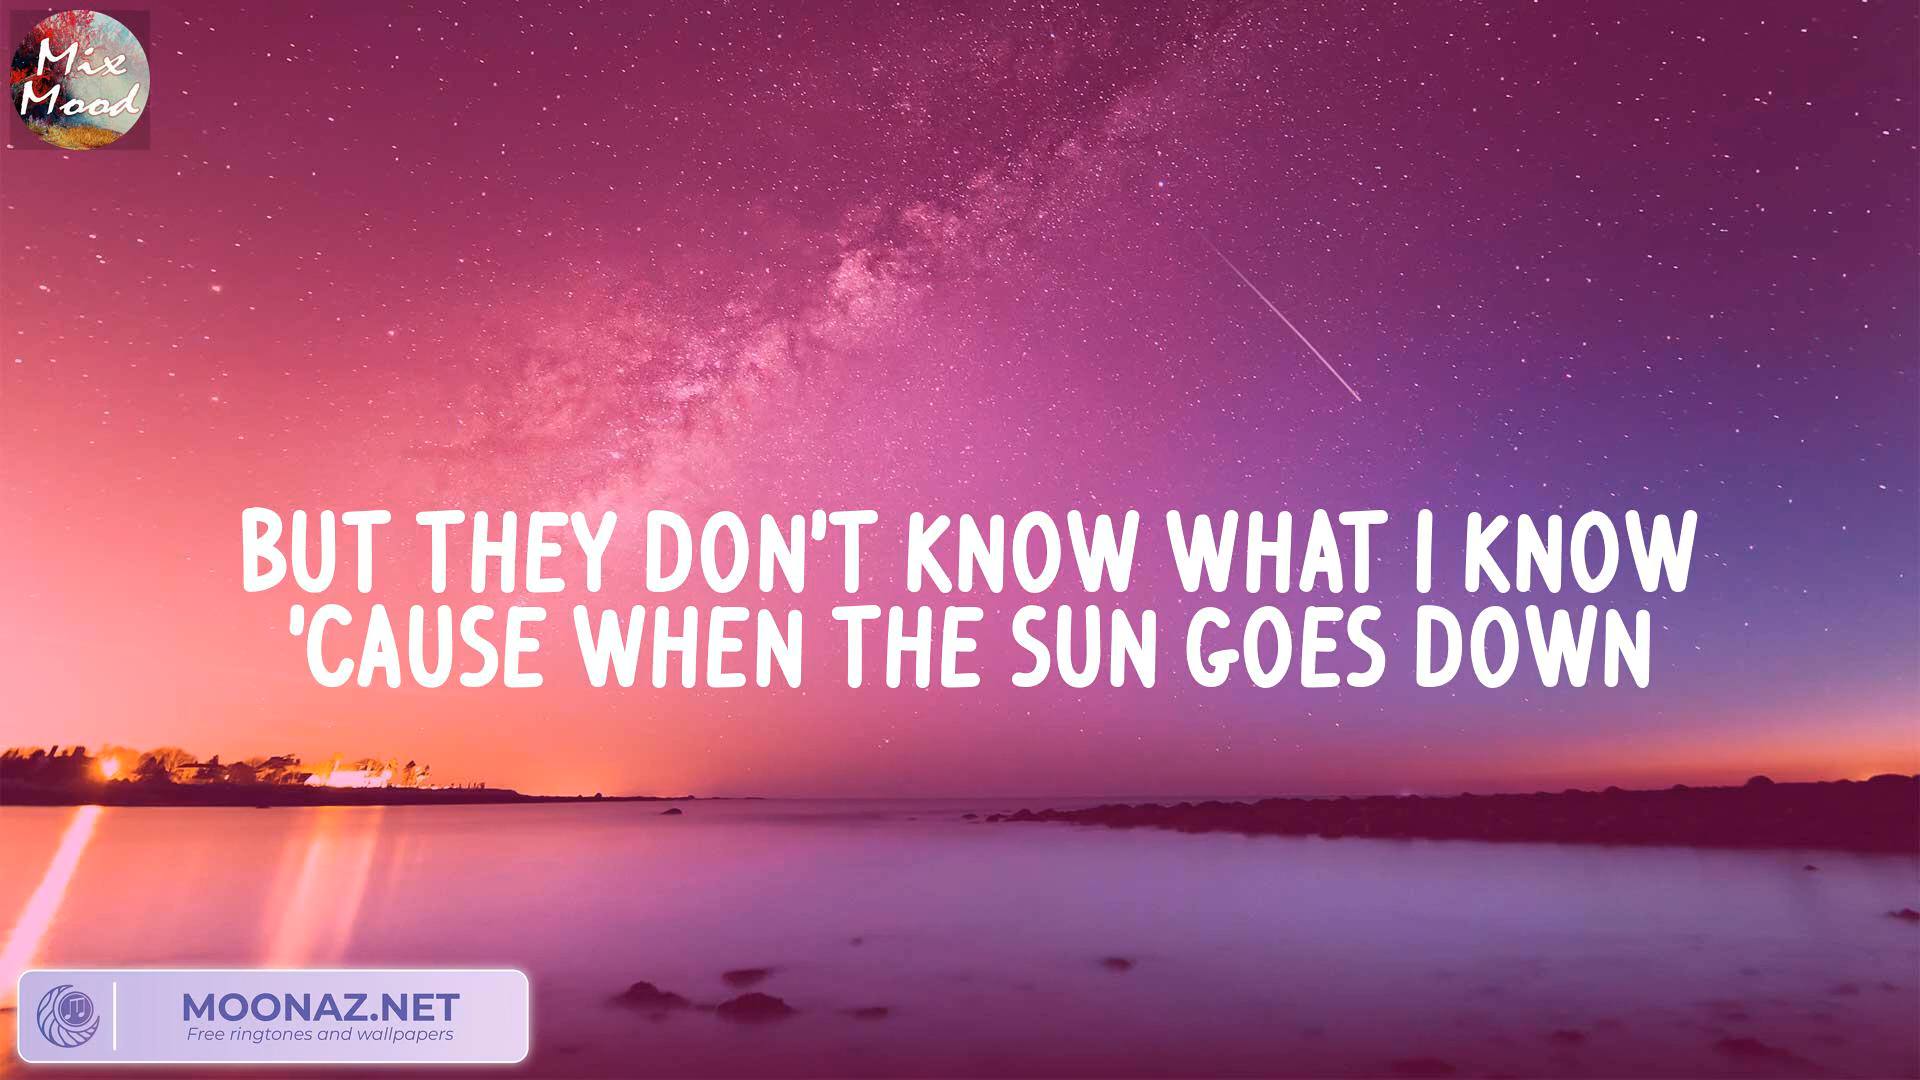 Mix
Mood
BUT THEY DON'T KNOW WHAT I KNOW
'CAUSE WHEN THE SUN GOES DOWN
MOONAZ.NET
Free ringtones and wallpapers